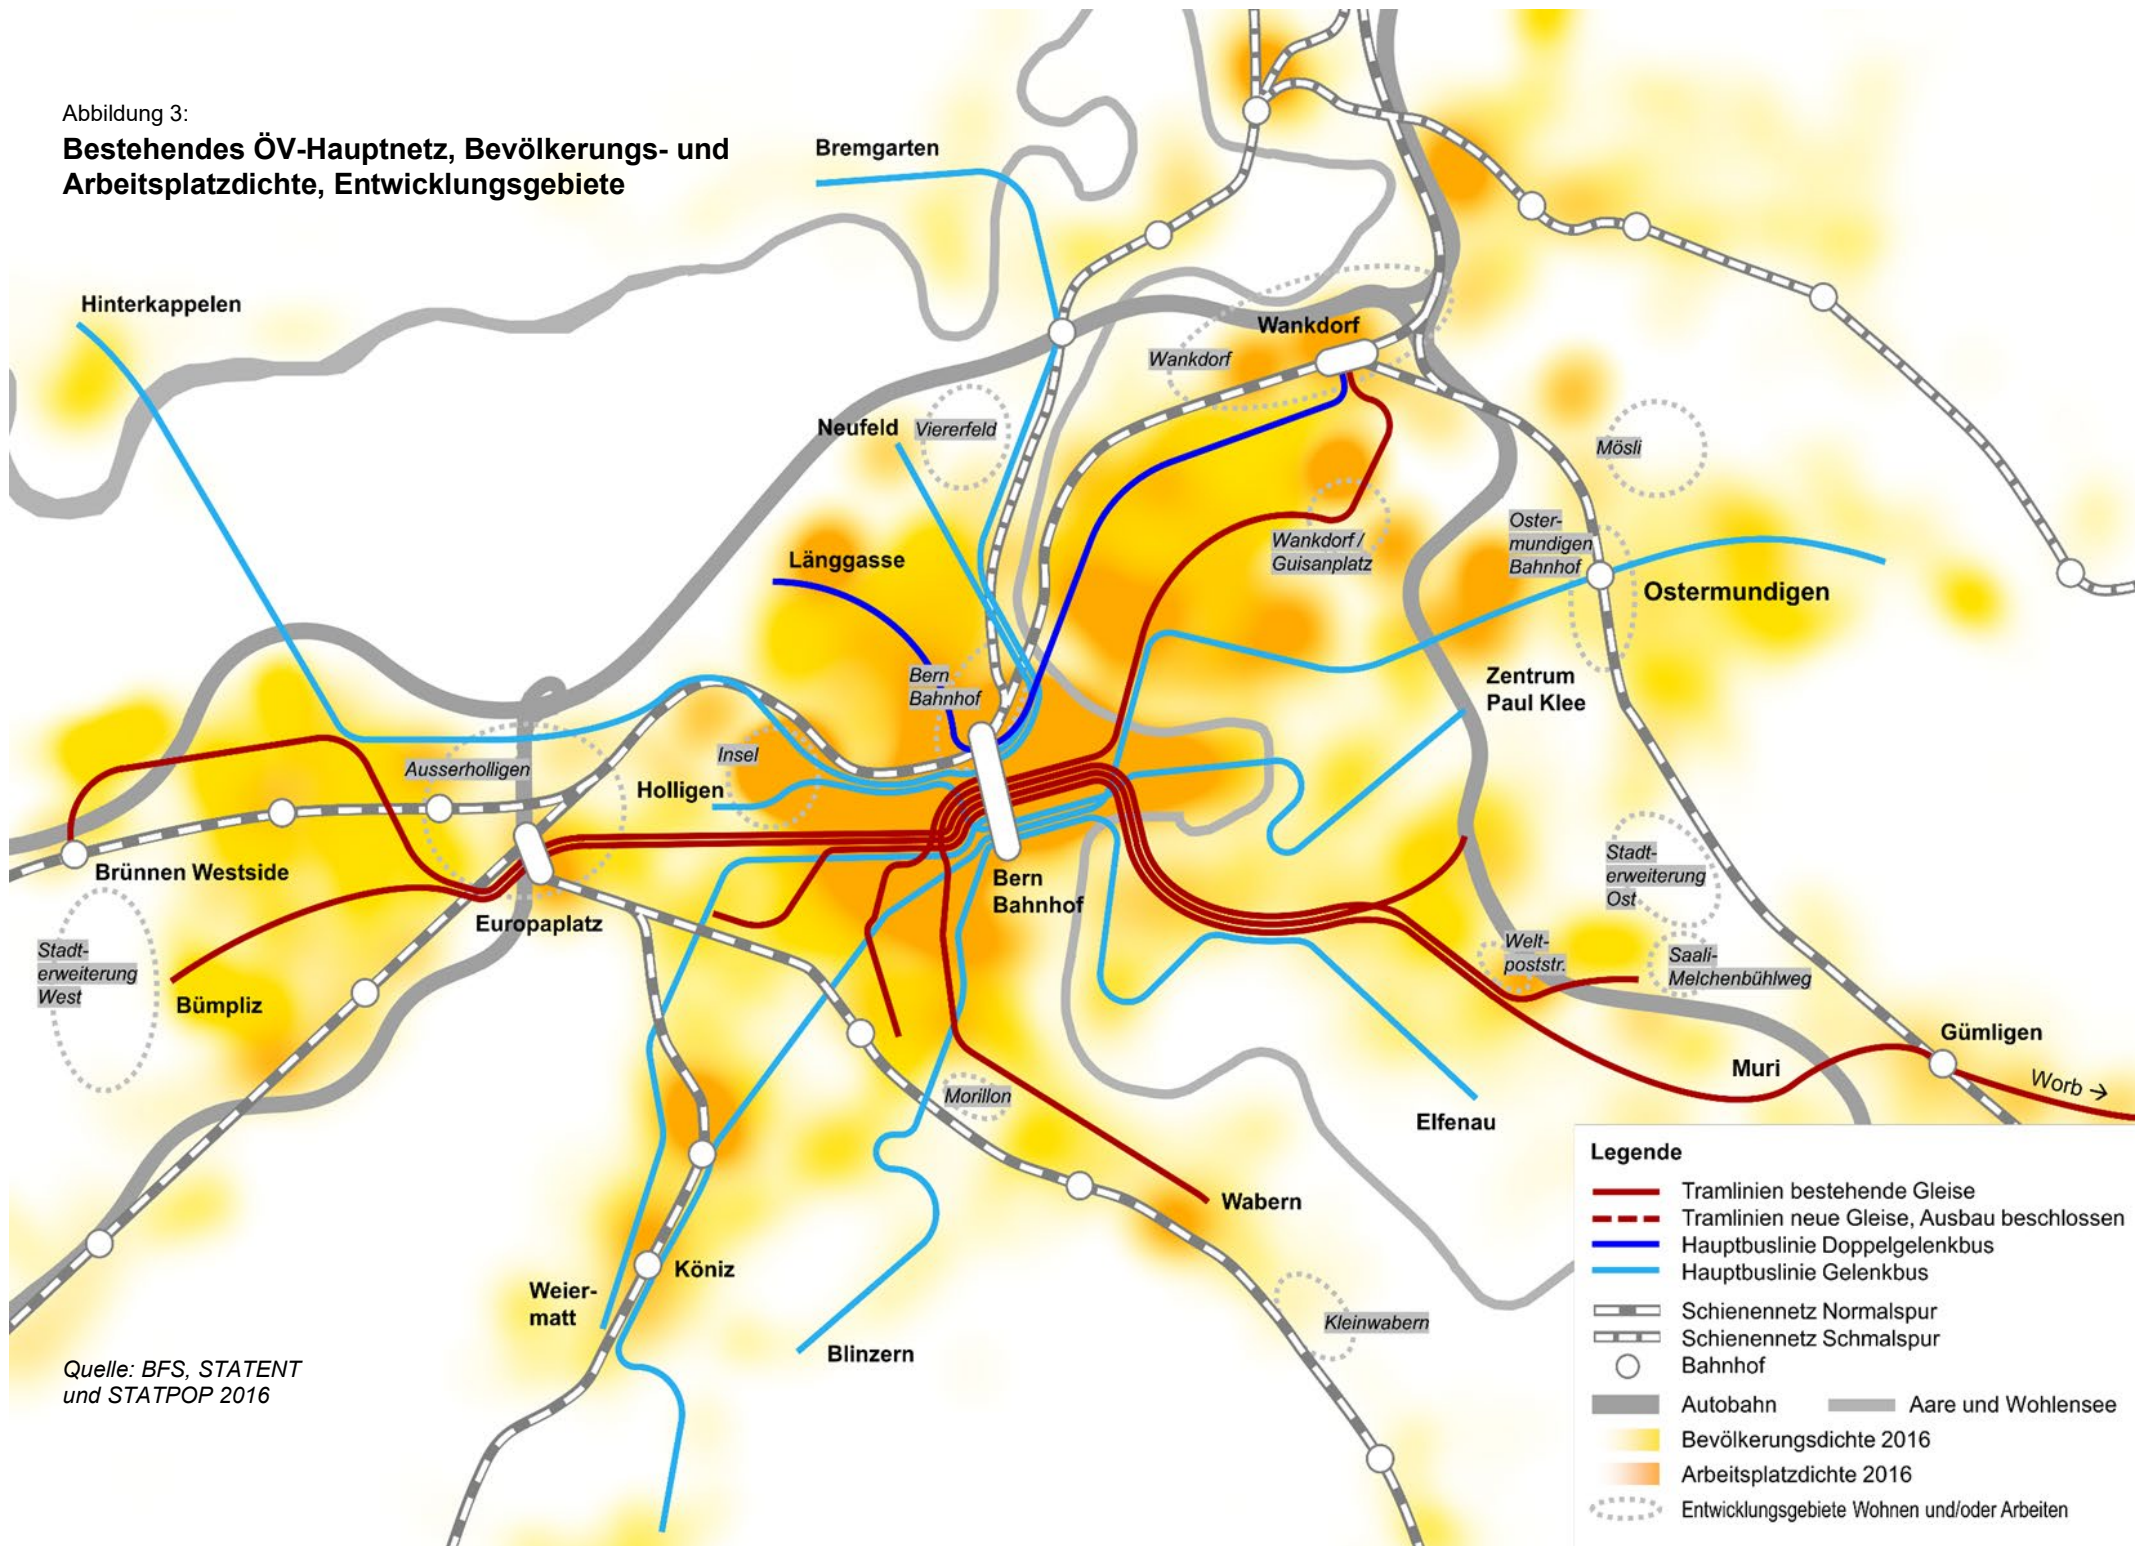 Abbildung 3:
Bestehendes ÖV-Hauptnetz, Bevölkerungs- und
Arbeitsplatzdichte, Entwicklungsgebiete
Bremgarten
Hinterkappelen
Wankdorf
Wankdorf
Neufeld
Viererfeld
Mösli
Länggasse
Wankdorf /
Guisanplatz
Oster-
mundigen
Bahnhof
Ostermundigen
Bern
Bahnhof
Zentrum
Paul Klee
Insel
Ausserholligen
Holligen
Brünnen Westside
Europaplatz
Bern
Bahnhof
Stadt-
erweiterung
Ost
Stadt-
erweiterung
West
Bümpliz
Welt-
poststr.
Saali-
Melchenbühlweg
Gümligen
Muri
Worb →
Morillon
Elfenau
Wabern
Köniz
Weier-
matt
Kleinwabern
Blinzern
Quelle: BFS, STATENT
und STATPOP 2016
Legende
Tramlinien bestehende Gleise
Tramlinien neue Gleise, Ausbau beschlossen
Hauptbuslinie Doppelgelenkbus
Hauptbuslinie Gelenkbus
Schienennetz Normalspur
Schienennetz Schmalspur
Bahnhof
Autobahn
Aare und Wohlensee
Bevölkerungsdichte 2016
Arbeitsplatzdichte 2016
Entwicklungsgebiete Wohnen und/oder Arbeiten